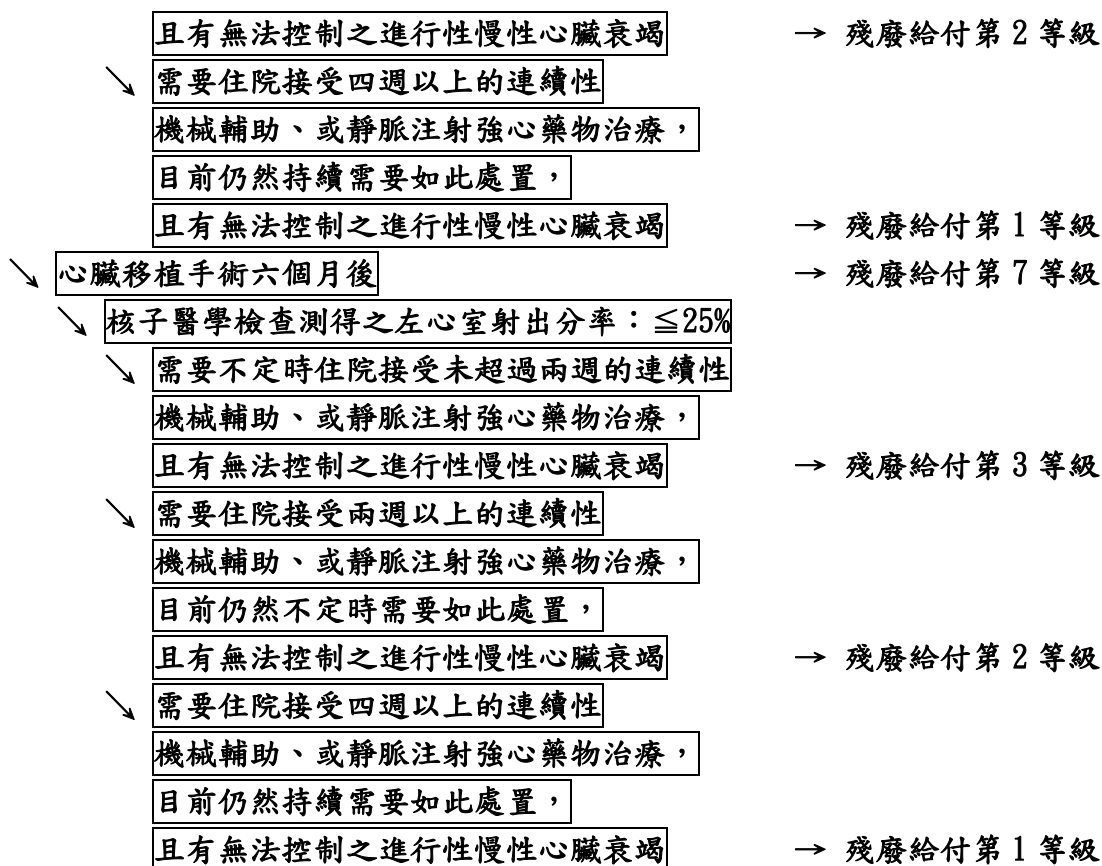 且有無法控制之進行性慢性心臟衰竭 → 殘廢給付第 2 等級
↘ 需要住院接受四週以上的連續性
機械輔助、或靜脈注射強心藥物治療，
目前仍然持續需要如此處置，
且有無法控制之進行性慢性心臟衰竭 → 殘廢給付第 1 等級
↘ 心臟移植手術六個月後 → 殘廢給付第 7 等級
↘ 核子醫學檢查測得之左心室射出分率：≦25%
↘ 需要不定時住院接受未超過兩週的連續性
機械輔助、或靜脈注射強心藥物治療，
且有無法控制之進行性慢性心臟衰竭 → 殘廢給付第 3 等級
↘ 需要住院接受兩週以上的連續性
機械輔助、或靜脈注射強心藥物治療，
目前仍然不定時需要如此處置，
且有無法控制之進行性慢性心臟衰竭 → 殘廢給付第 2 等級
↘ 需要住院接受四週以上的連續性
機械輔助、或靜脈注射強心藥物治療，
目前仍然持續需要如此處置，
且有無法控制之進行性慢性心臟衰竭 → 殘廢給付第 1 等級